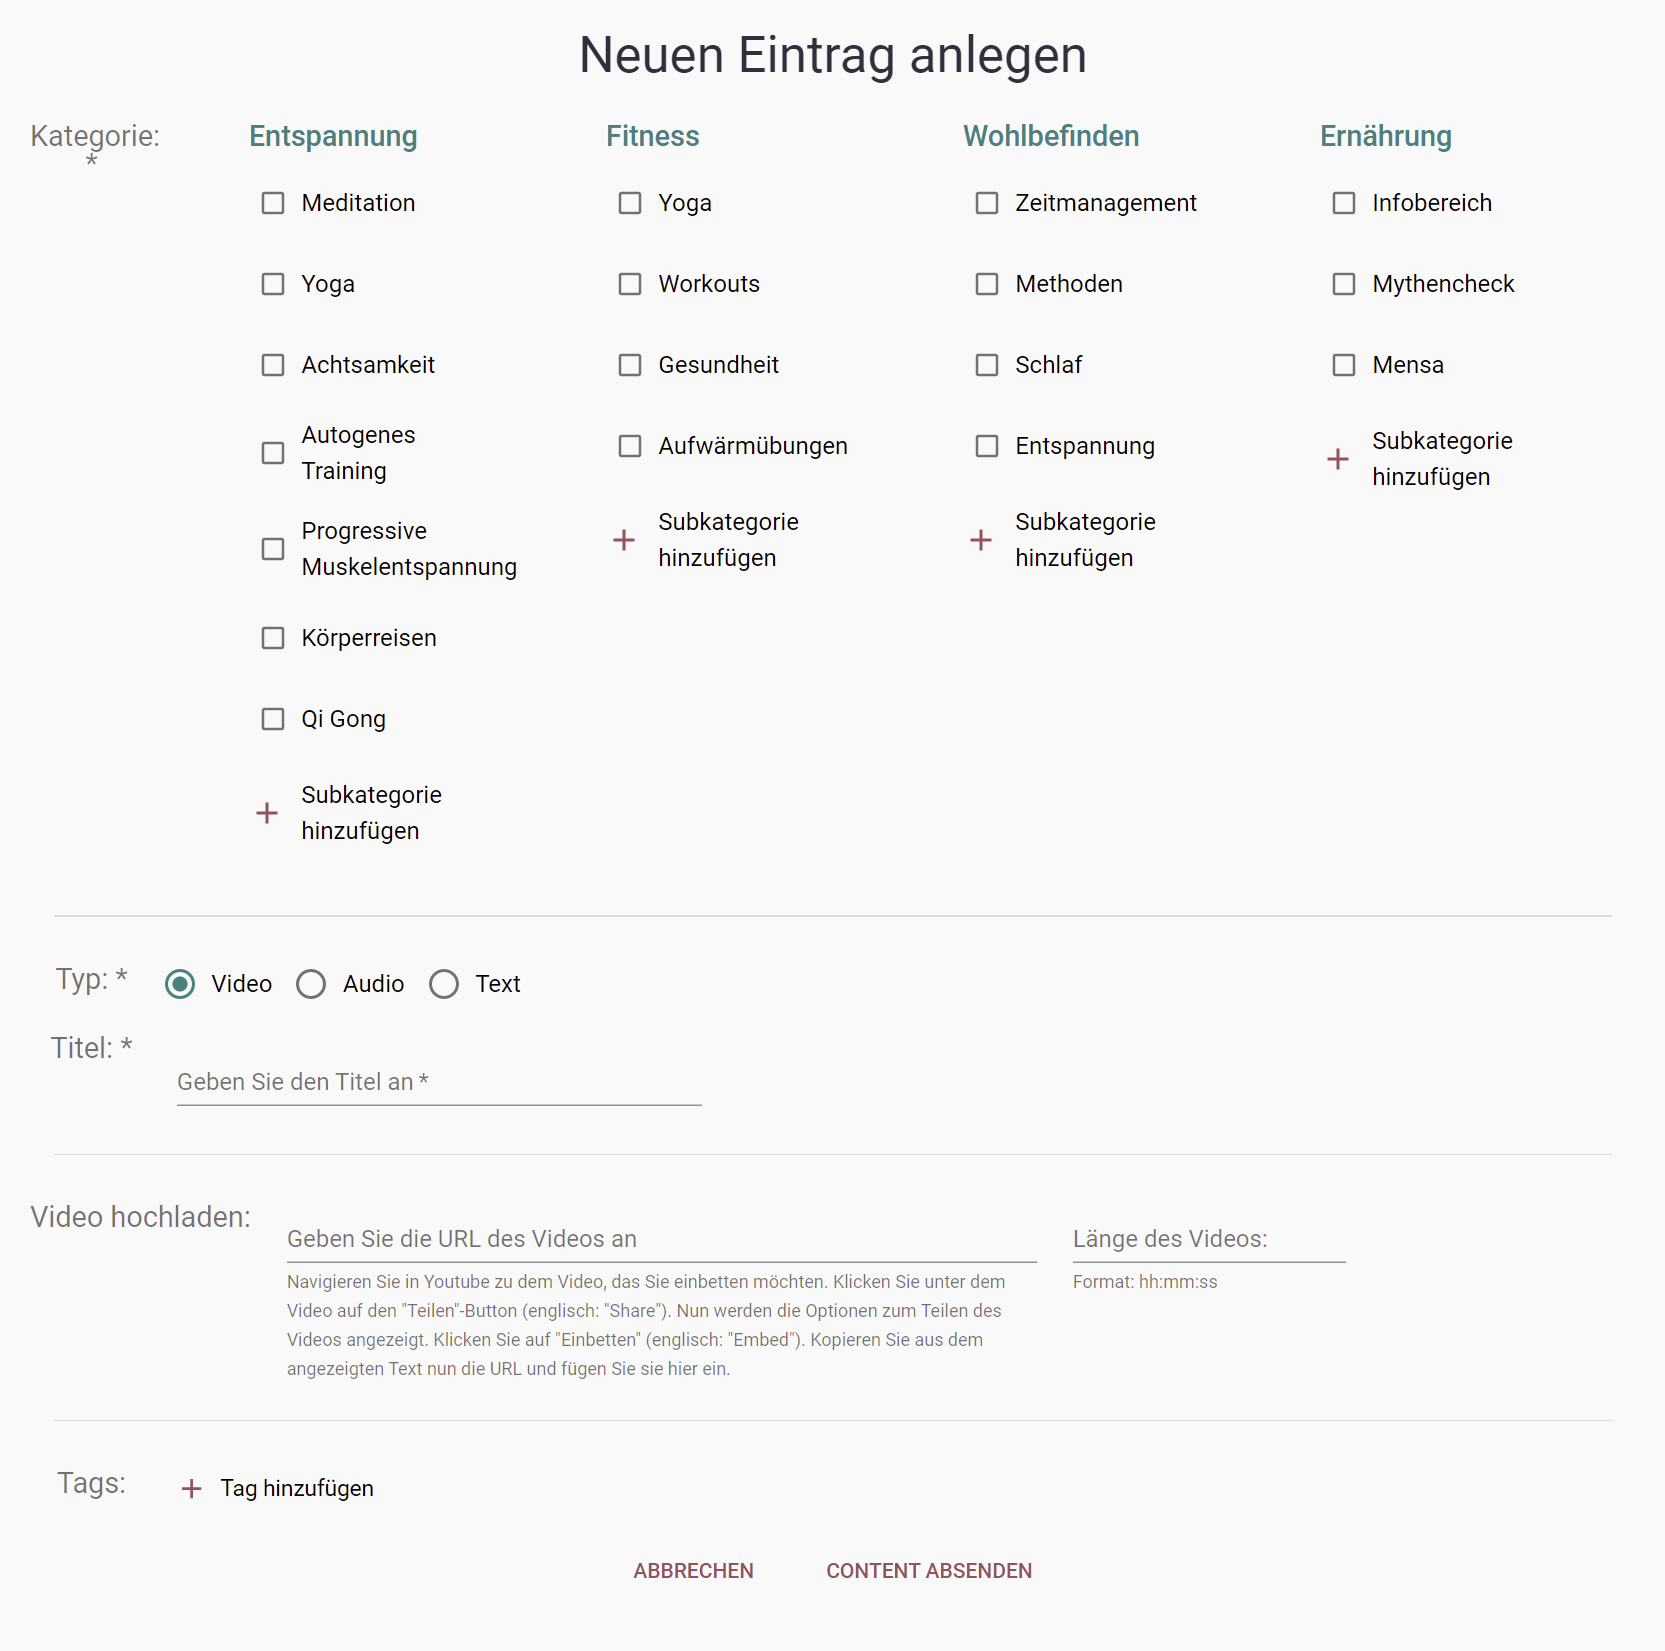 Neuen Eintrag anlegen
Kategorie:
*
Entspannung
Meditation
Yoga
Achtsamkeit
Autogenes
Training
Progressive
Muskelentspannung
Körperreisen
Qi Gong
Subkategorie
hinzufügen
Fitness
Yoga
Workouts
Gesundheit
Aufwärmübungen
Subkategorie
hinzufügen
Wohlbefinden
Zeitmanagement
Methoden
Schlaf
Entspannung
Subkategorie
hinzufügen
Ernährung
Infobereich
Mythencheck
Mensa
Subkategorie
hinzufügen
Typ: *
Video
Audio
Text
Titel: *
Geben Sie den Titel an *
Video hochladen:
Geben Sie die URL des Videos an
Navigieren Sie in Youtube zu dem Video, das Sie einbetten möchten. Klicken Sie unter dem
Video auf den "Teilen"-Button (englisch: "Share"). Nun werden die Optionen zum Teilen des
Videos angezeigt. Klicken Sie auf "Einbetten" (englisch: "Embed"). Kopieren Sie aus dem
angezeigten Text nun die URL und fügen Sie sie hier ein.
Länge des Videos:
Format: hh:mm:ss
Tags:
Tag hinzufügen
ABBRECHEN
CONTENT ABSENDEN